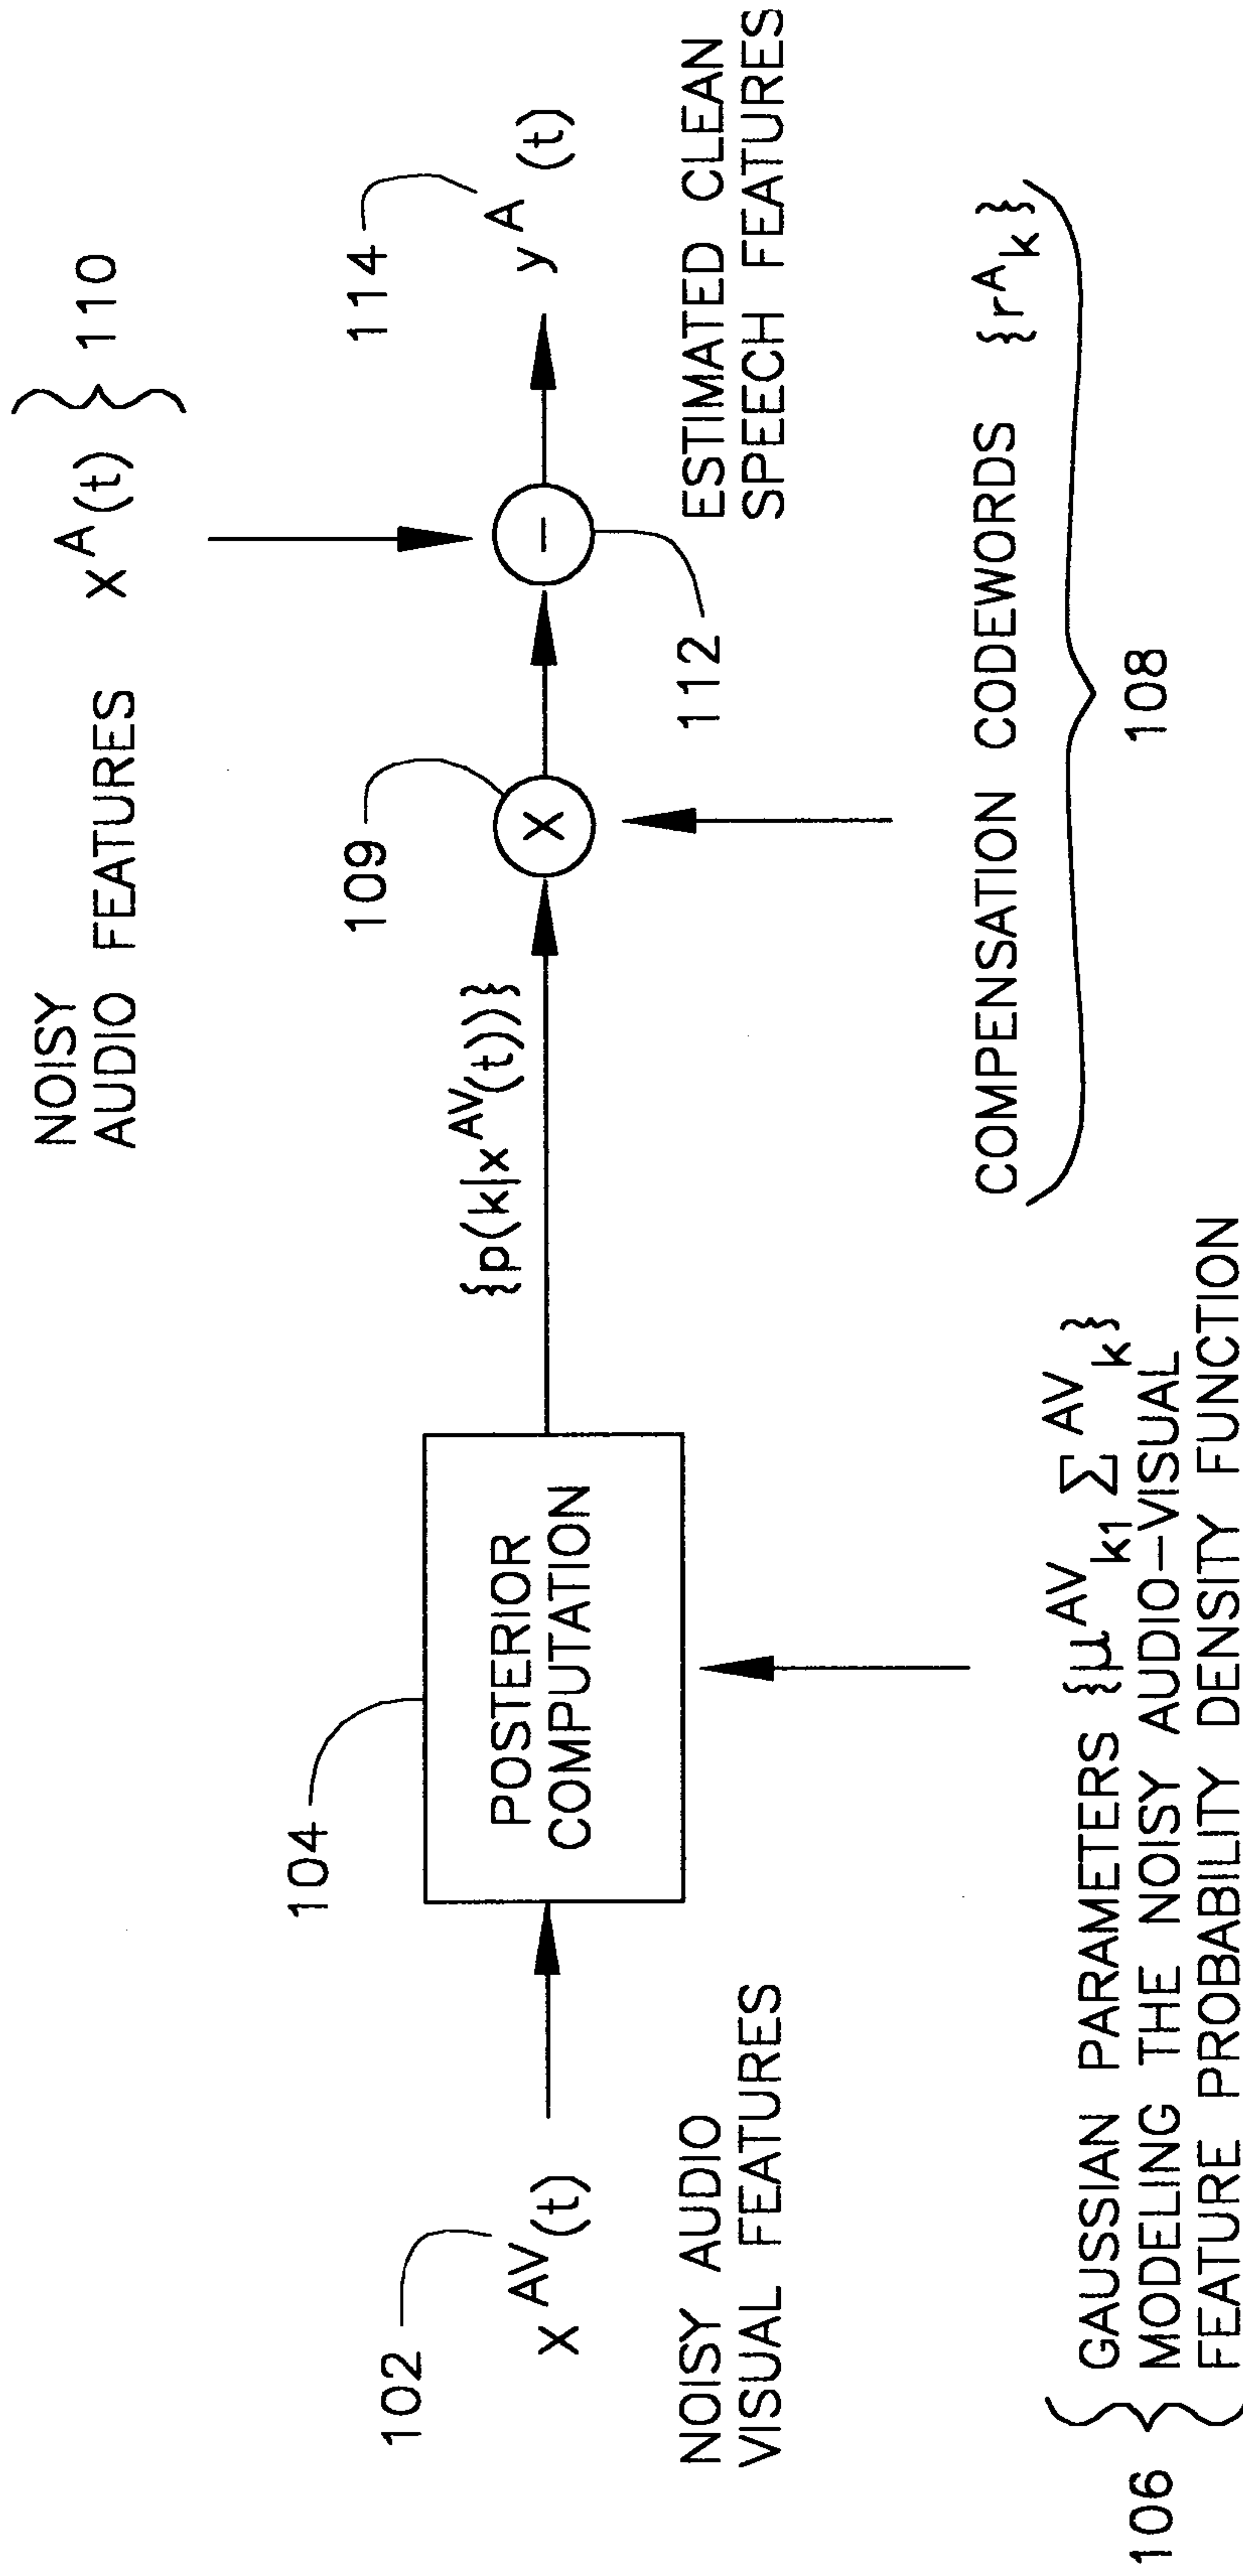 NOISY
AUDIO FEATURES x^A(t) } 110
114
y^A(t)
109
112
ESTIMATED CLEAN
SPEECH FEATURES
{p(k|x^AV(t))}
X
−
104
POSTERIOR
COMPUTATION
102
x^AV(t)
NOISY AUDIO
VISUAL FEATURES
COMPENSATION CODEWORDS {r^A_k}
108
106 { GAUSSIAN PARAMETERS {μ^AV_k1 Σ^AV_k}
MODELING THE NOISY AUDIO-VISUAL
FEATURE PROBABILITY DENSITY FUNCTION